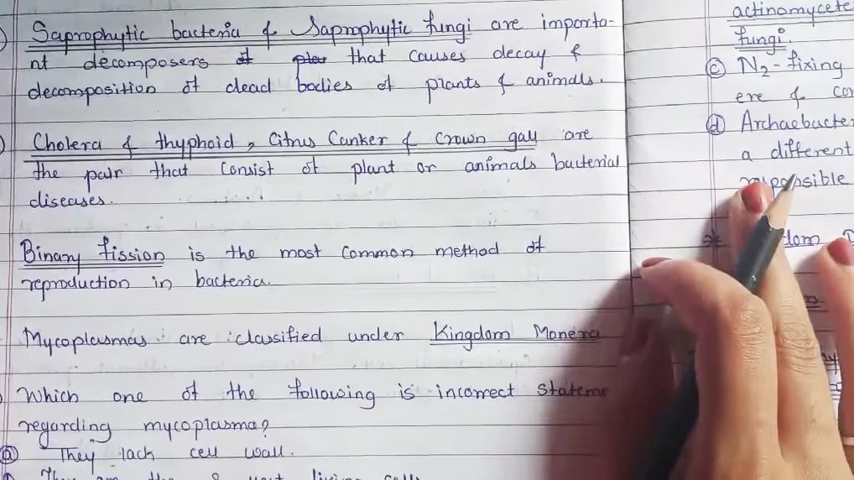 Saprophytic bacteria & Saprophytic fungi are importa-
nt decomposers that causes decay &
decomposition of dead bodies of plants & animals.
Cholera & thyphoid, Citrus Canker & Crown gall are
the pair that consist of plant or animals bacterial
diseases.
Binary fission is the most common method of
reproduction in bacteria.
Mycoplasmas are classified under Kingdom Monera
Which one of the following is incorrect stateme
regarding mycoplasma?
(a) They lack cell wall.
actinomycete
fungi.
(c) N2-fixing
ere & co
(d) Archaebacter
a different